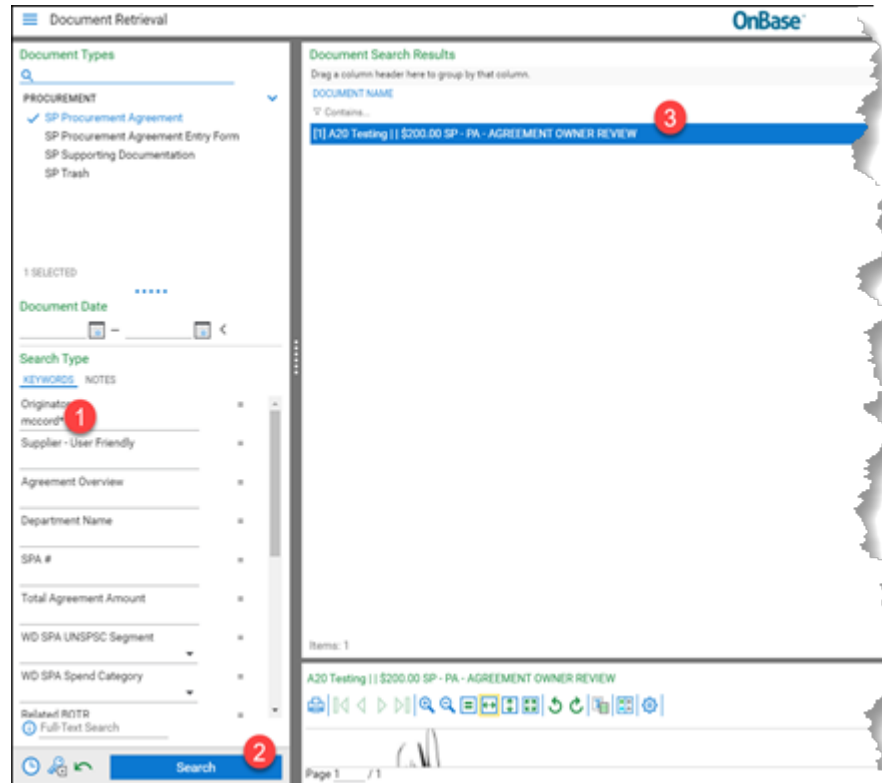 Document Retrieval
OnBase
Document Types
PROCUREMENT
SP Procurement Agreement
SP Procurement Agreement Entry Form
SP Supporting Documentation
SP Trash
1 SELECTED
Document Date
–
<
Search Type
KEYWORDS NOTES
Originator =
mccord*
1
Supplier - User Friendly =
Agreement Overview =
Department Name =
SPA # =
Total Agreement Amount =
WD SPA UNSPSC Segment =
WD SPA Spend Category =
Related BOTR =
Full-Text Search
Search
2
Document Search Results
Drag a column header here to group by that column.
DOCUMENT NAME
Contains...
3
[1] A20 Testing | | $200.00 SP - PA - AGREEMENT OWNER REVIEW
Items: 1
A20 Testing | | $200.00 SP - PA - AGREEMENT OWNER REVIEW
Page 1 / 1